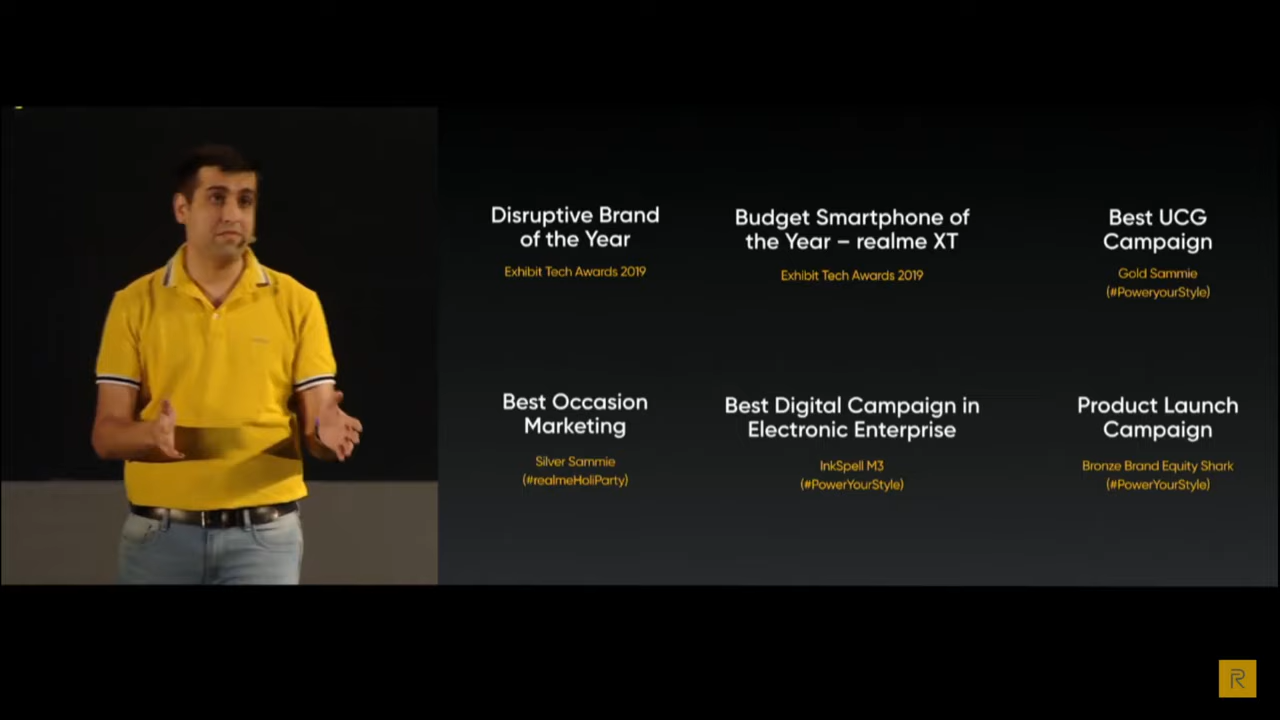 Disruptive Brand
of the Year
Exhibit Tech Awards 2019
Budget Smartphone of
the Year – realme XT
Exhibit Tech Awards 2019
Best UCG
Campaign
Gold Sammie
(#PoweryourStyle)
Best Occasion
Marketing
Silver Sammie
(#realmeHoliParty)
Best Digital Campaign in
Electronic Enterprise
InkSpell M3
(#PowerYourStyle)
Product Launch
Campaign
Bronze Brand Equity Shark
(#PowerYourStyle)
R